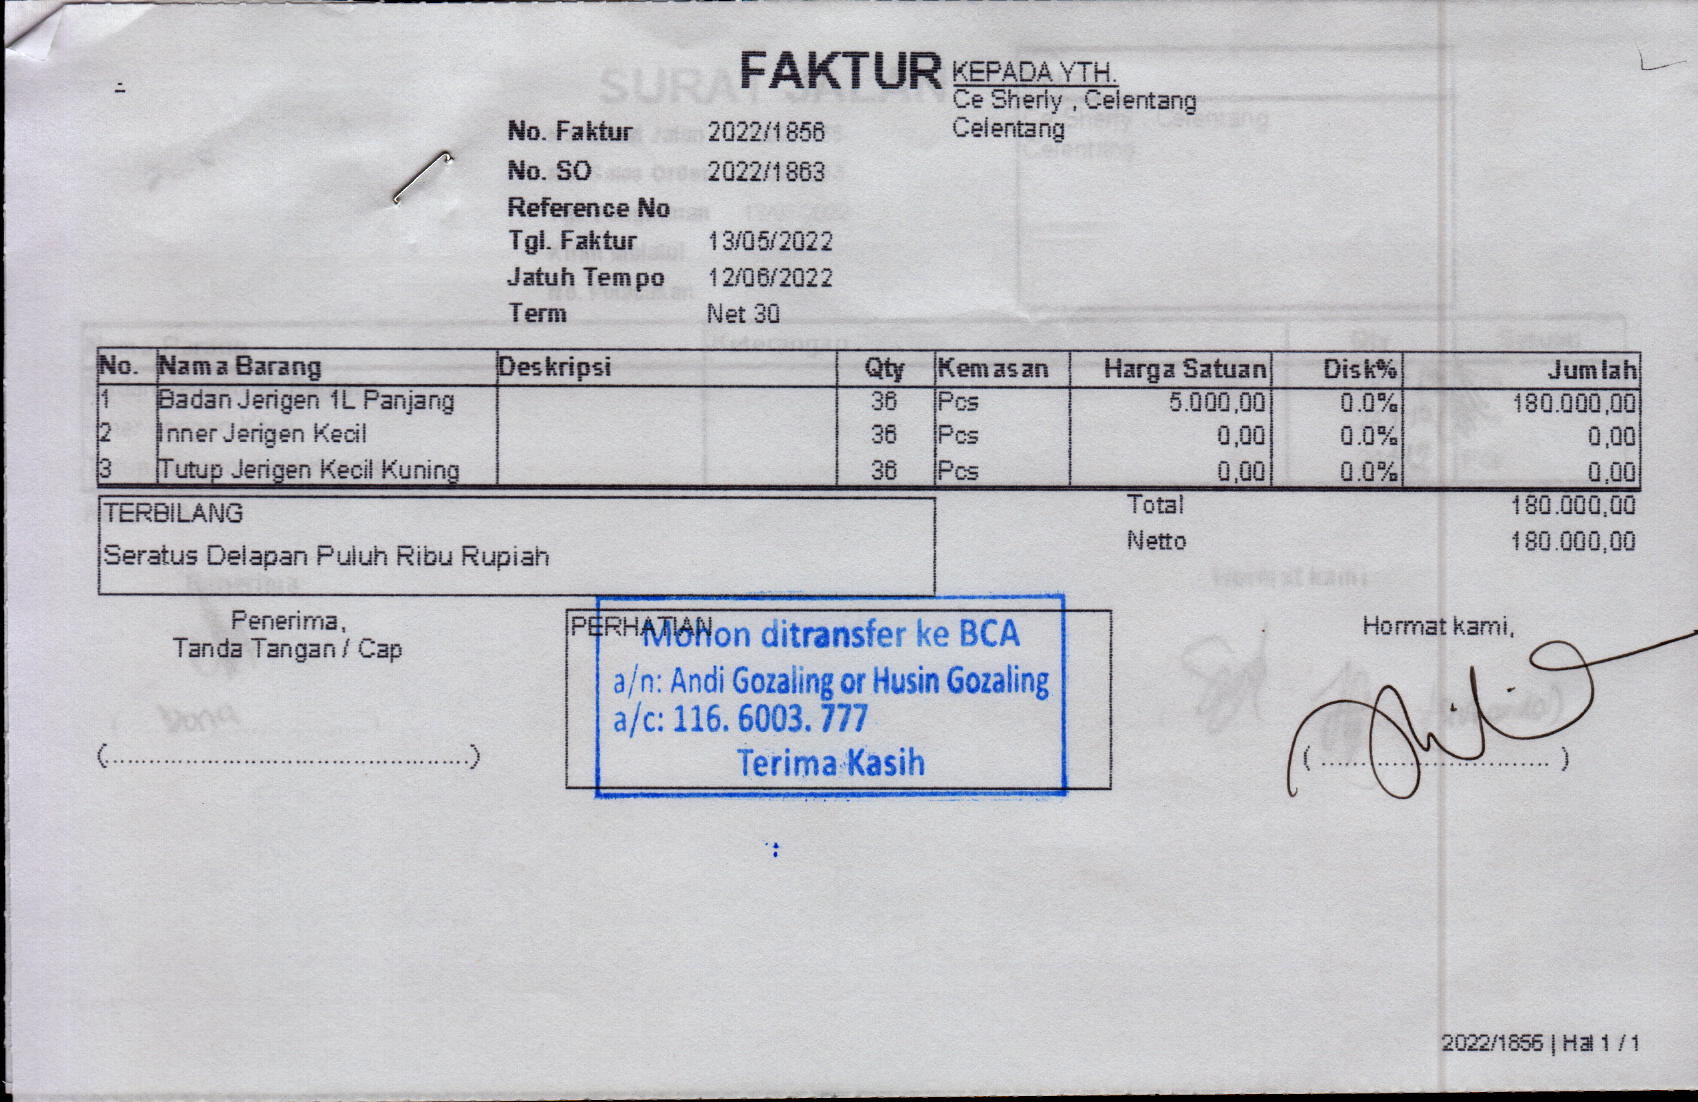 FAKTUR
KEPADA YTH.
Ce Sherly , Celentang
Celentang
No. Faktur 2022/1856
No. SO 2022/1863
Reference No
Tgl. Faktur 13/05/2022
Jatuh Tempo 12/06/2022
Term Net 30
No. Nama Barang Deskripsi Qty Kemasan Harga Satuan Disk% Jumlah
1 Badan Jerigen 1L Panjang 36 Pcs 5.000,00 0.0% 180.000,00
2 Inner Jerigen Kecil 36 Pcs 0,00 0.0% 0,00
3 Tutup Jerigen Kecil Kuning 36 Pcs 0,00 0.0% 0,00
Total 180.000,00
Netto 180.000,00
TERBILANG
Seratus Delapan Puluh Ribu Rupiah
Penerima,
Tanda Tangan / Cap
(................................................)
PERHATIAN
Mohon ditransfer ke BCA
a/n: Andi Gozaling or Husin Gozaling
a/c: 116. 6003. 777
Terima Kasih
Hormat kami,
( .............................. )
2022/1856 | Hal 1 / 1